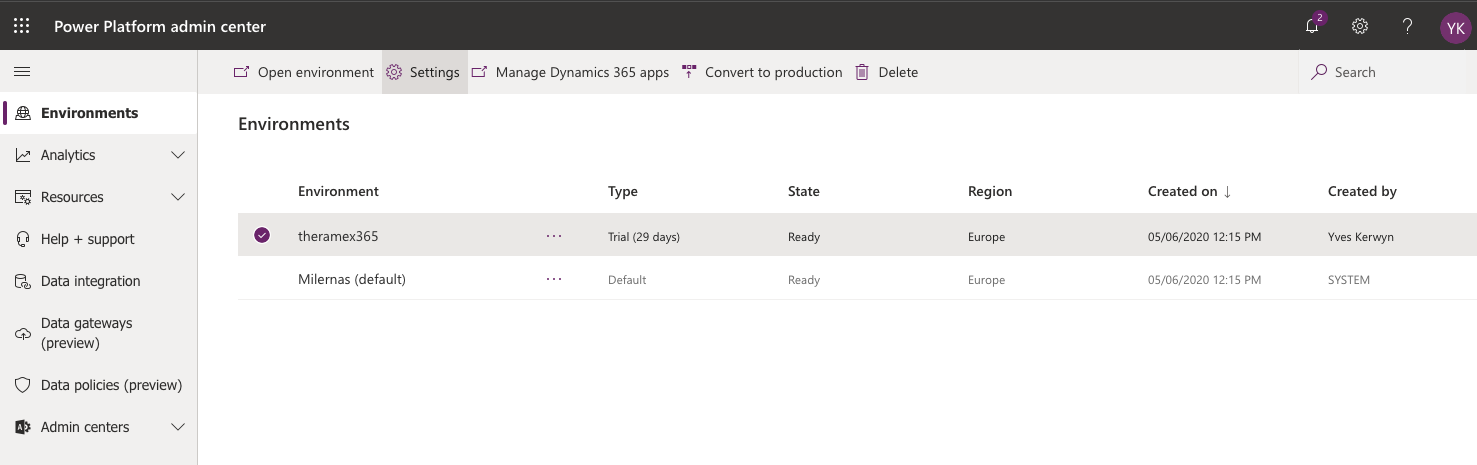 Power Platform admin center
2
YK
Open environment Settings Manage Dynamics 365 apps Convert to production Delete Search
Environments
Analytics
Resources
Help + support
Data integration
Data gateways
(preview)
Data policies (preview)
Admin centers
Environments
Environment Type State Region Created on ↓ Created by
theramex365 ... Trial (29 days) Ready Europe 05/06/2020 12:15 PM Yves Kerwyn
Milernas (default) ... Default Ready Europe 05/06/2020 12:15 PM SYSTEM